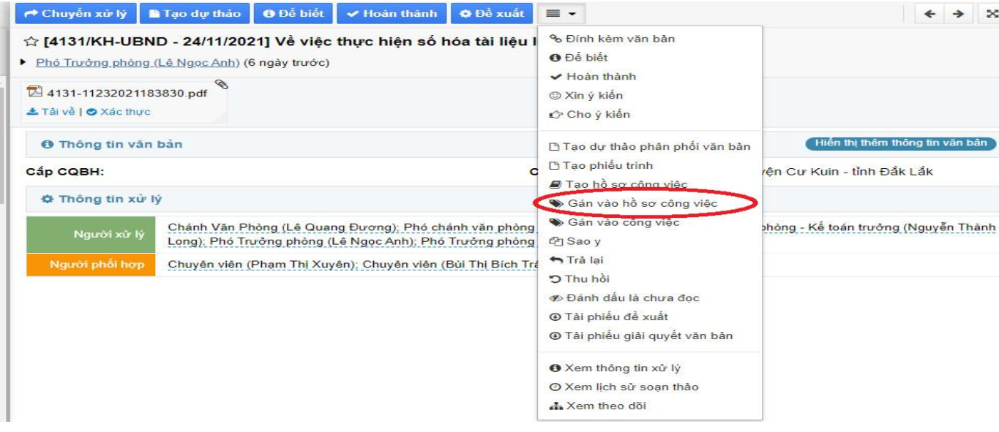 Chuyển xử lý Tạo dự thảo Để biết Hoàn thành Đề xuất
☆ [4131/KH-UBND - 24/11/2021] Về việc thực hiện số hóa tài liệu l
Phó Trưởng phòng (Lê Ngọc Anh) (6 ngày trước)
4131-11232021183830.pdf
Tải về | Xác thực
Thông tin văn bản
Hiển thị thêm thông tin văn bản
Cấp CQBH:
C
yện Cư Kuin - tỉnh Đắk Lắk
Thông tin xử lý
Người xử lý
Chánh Văn Phòng (Lê Quang Đương); Phó chánh văn phòng
phòng - Kế toán trưởng (Nguyễn Thành
Long); Phó Trưởng phòng (Lê Ngọc Anh); Phó Trưởng phòng
Người phối hợp
Chuyên viên (Phạm Thị Xuyên); Chuyên viên (Bùi Thị Bích Trâ
Đính kèm văn bản
Để biết
Hoàn thành
Xin ý kiến
Cho ý kiến
Tạo dự thảo phân phối văn bản
Tạo phiếu trình
Tạo hồ sơ công việc
Gán vào hồ sơ công việc
Gán vào công việc
Sao y
Trả lại
Thu hồi
Đánh dấu là chưa đọc
Tải phiếu đề xuất
Tải phiếu giải quyết văn bản
Xem thông tin xử lý
Xem lịch sử soạn thảo
Xem theo dõi